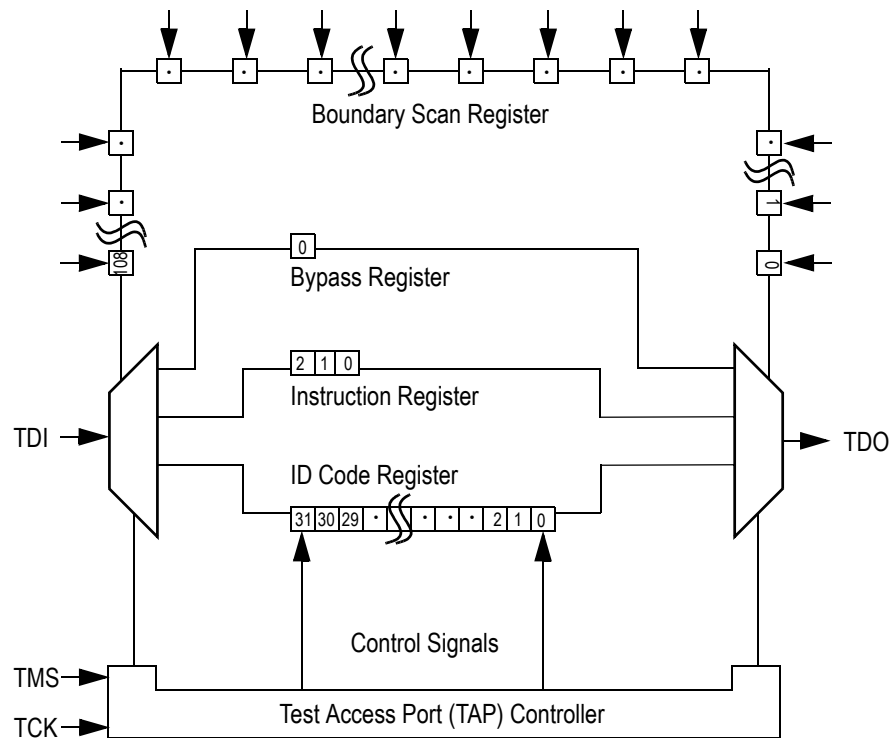 Boundary Scan Register
1
108
0
0
Bypass Register
2 1 0
Instruction Register
TDI
TDO
ID Code Register
31 30 29 · · · · 2 1 0
Control Signals
TMS
Test Access Port (TAP) Controller
TCK